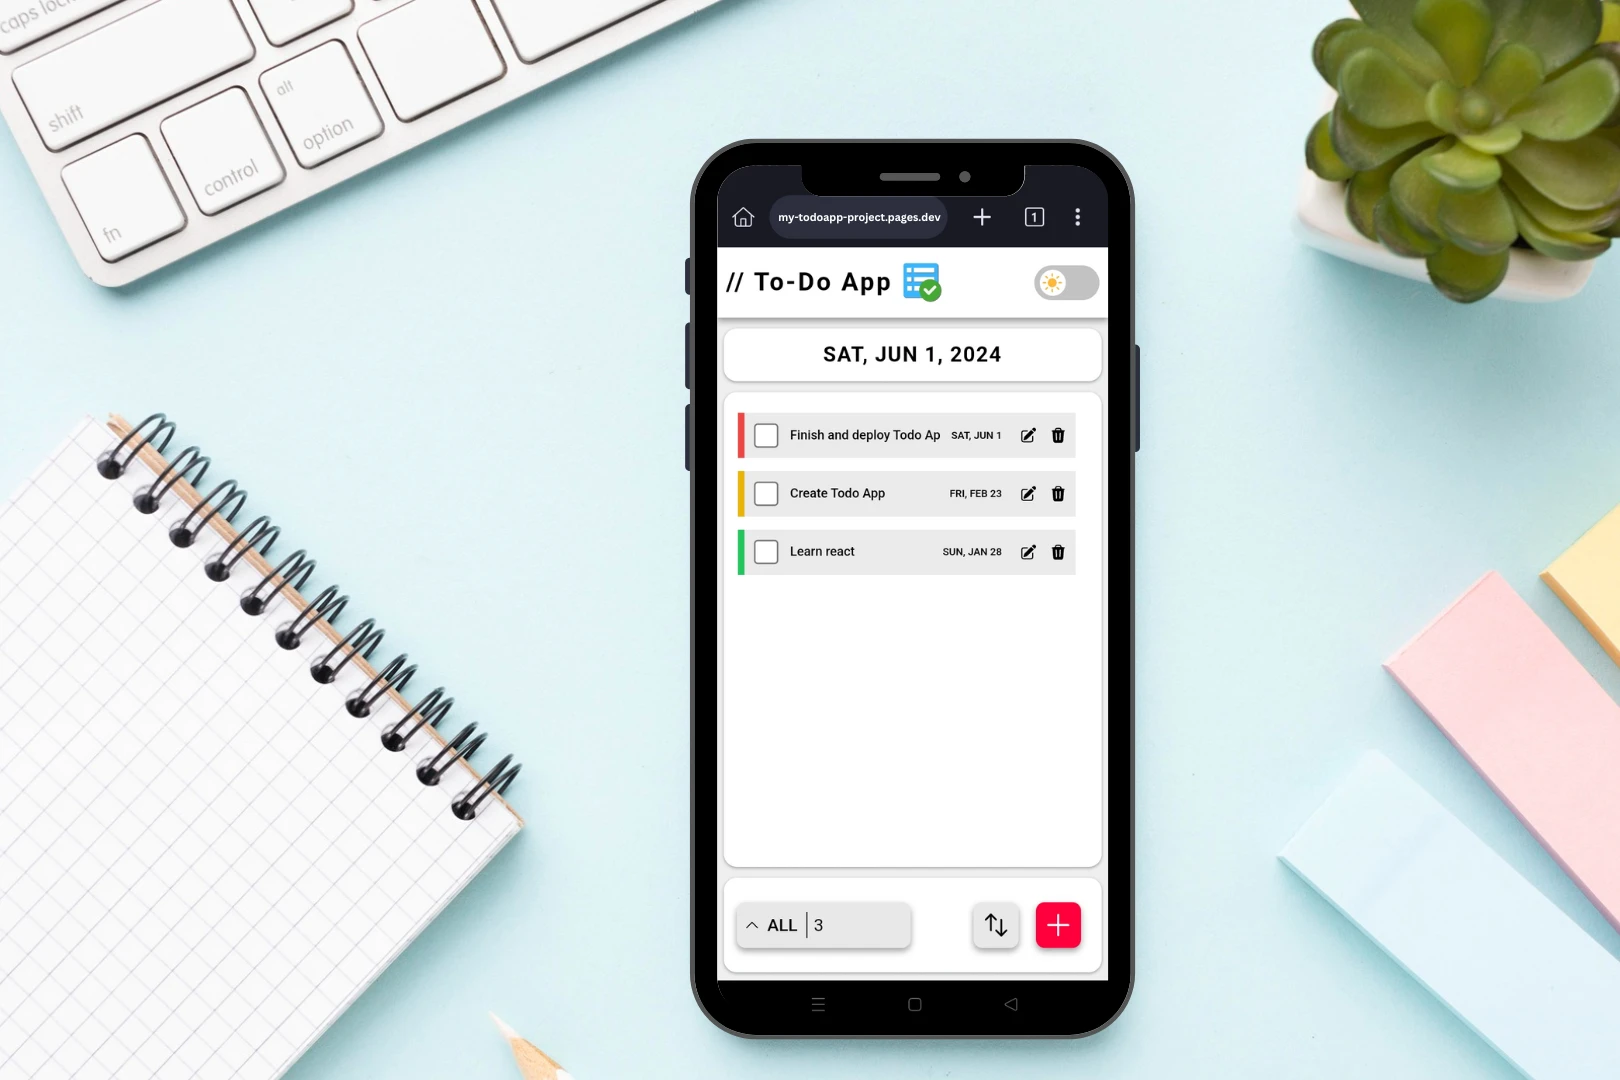 caps lock
shift
alt
option
control
fn
my-todoapp-project.pages.dev
1
// To-Do App
SAT, JUN 1, 2024
Finish and deploy Todo Ap SAT, JUN 1
Create Todo App FRI, FEB 23
Learn react SUN, JAN 28
ALL | 3